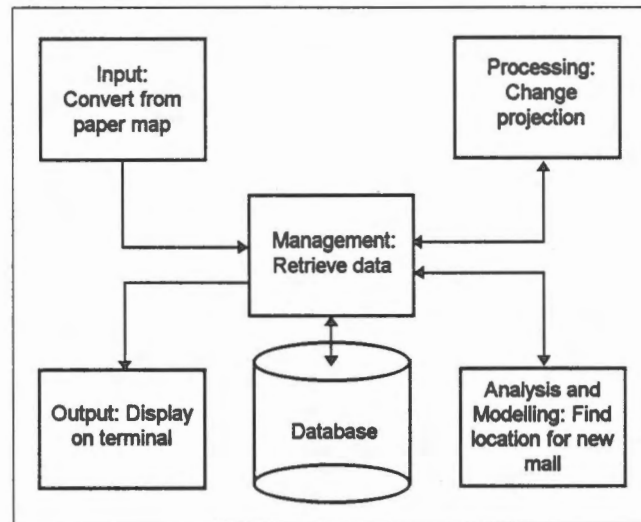 Input:
Convert from
paper map
Processing:
Change
projection
Management:
Retrieve data
Output: Display
on terminal
Database
Analysis and
Modelling: Find
location for new
mall